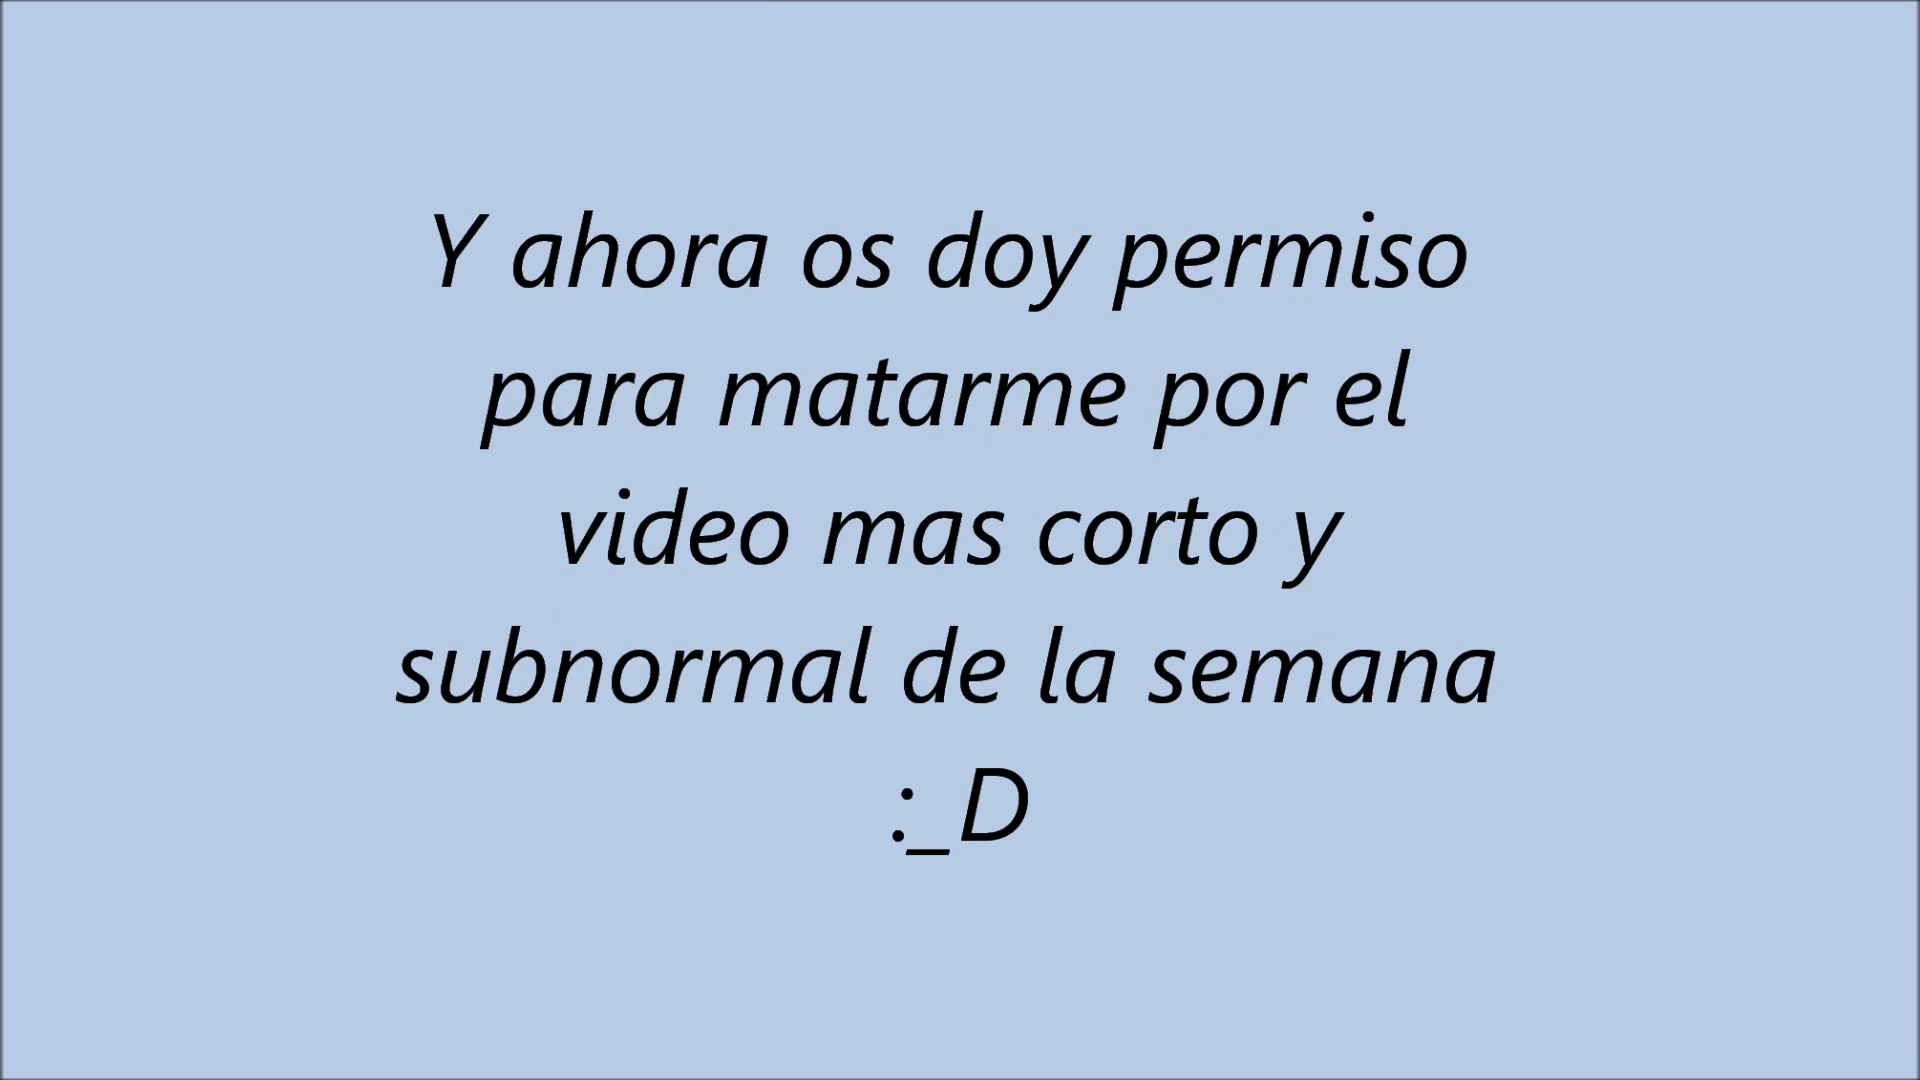 Y ahora os doy permiso
para matarme por el
video mas corto y
subnormal de la semana
:_D